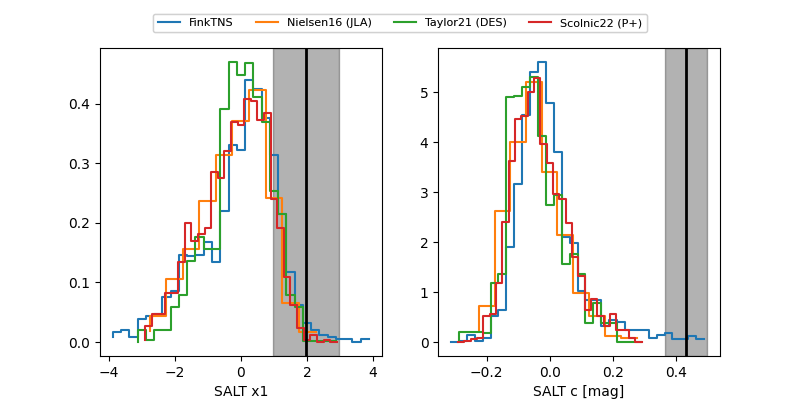 FinkTNS Nielsen16 (JLA) Taylor21 (DES) Scolnic22 (P+)
0.4
0.3
0.2
0.1
0.0
−4 −2 0 2 4
SALT x1
5
4
3
2
1
0
−0.2 0.0 0.2 0.4
SALT c [mag]